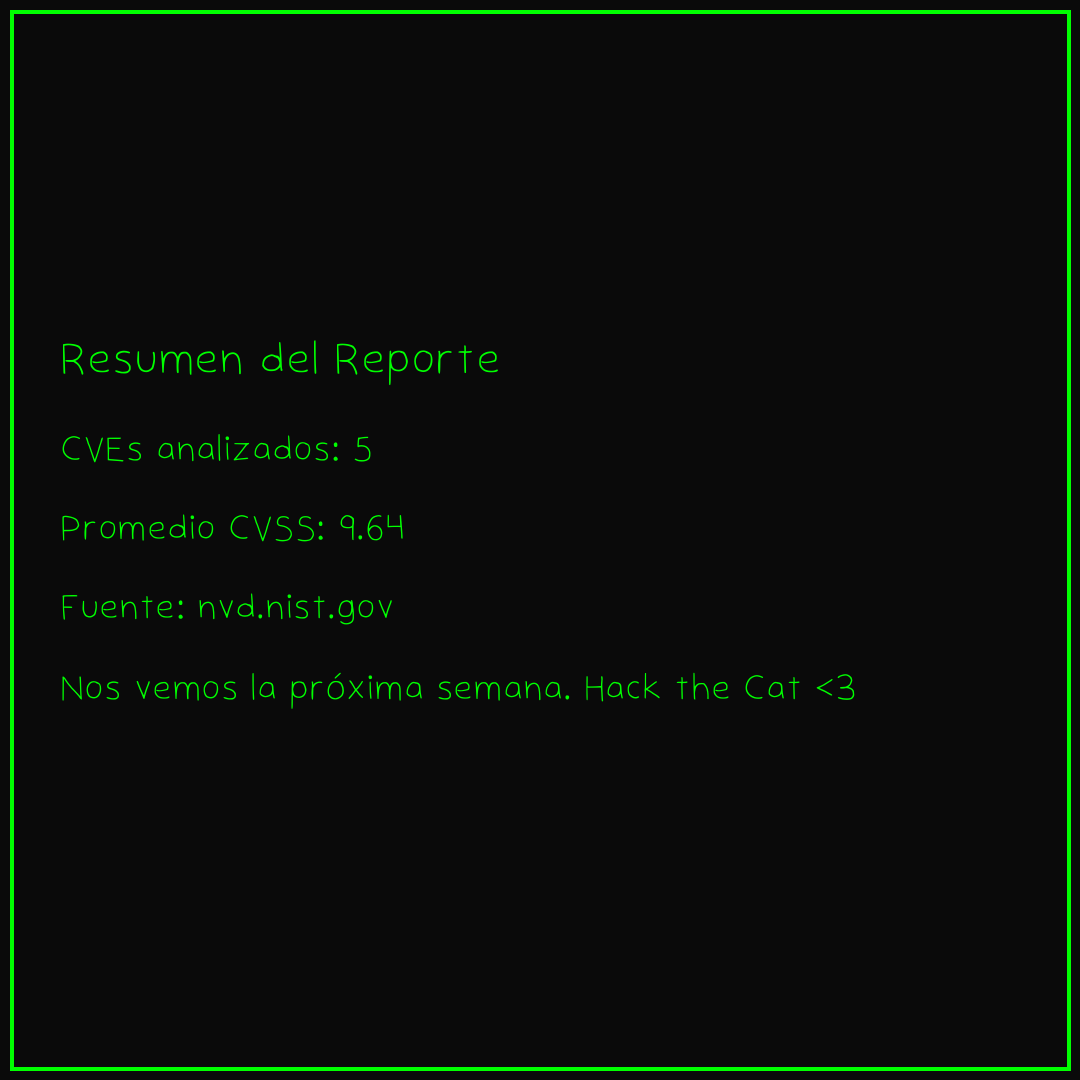 Resumen del Reporte
CVEs analizados: 5
Promedio CVSS: 9.64
Fuente: nvd.nist.gov
Nos vemos la próxima semana. Hack the Cat <3